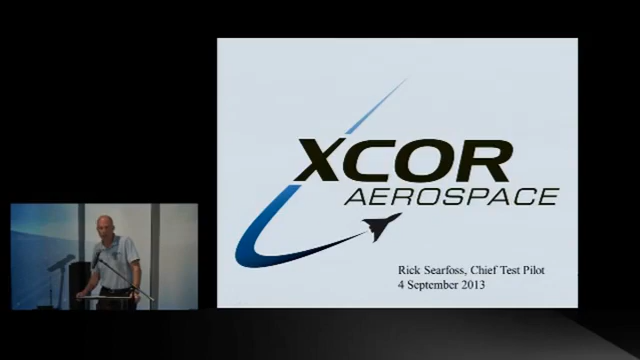 XCOR
AEROSPACE
Rick Searfoss, Chief Test Pilot
4 September 2013